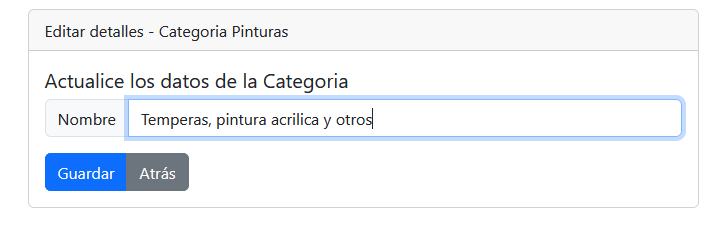 Editar detalles - Categoria Pinturas
Actualice los datos de la Categoria
Nombre Temperas, pintura acrilica y otros
Guardar Atrás